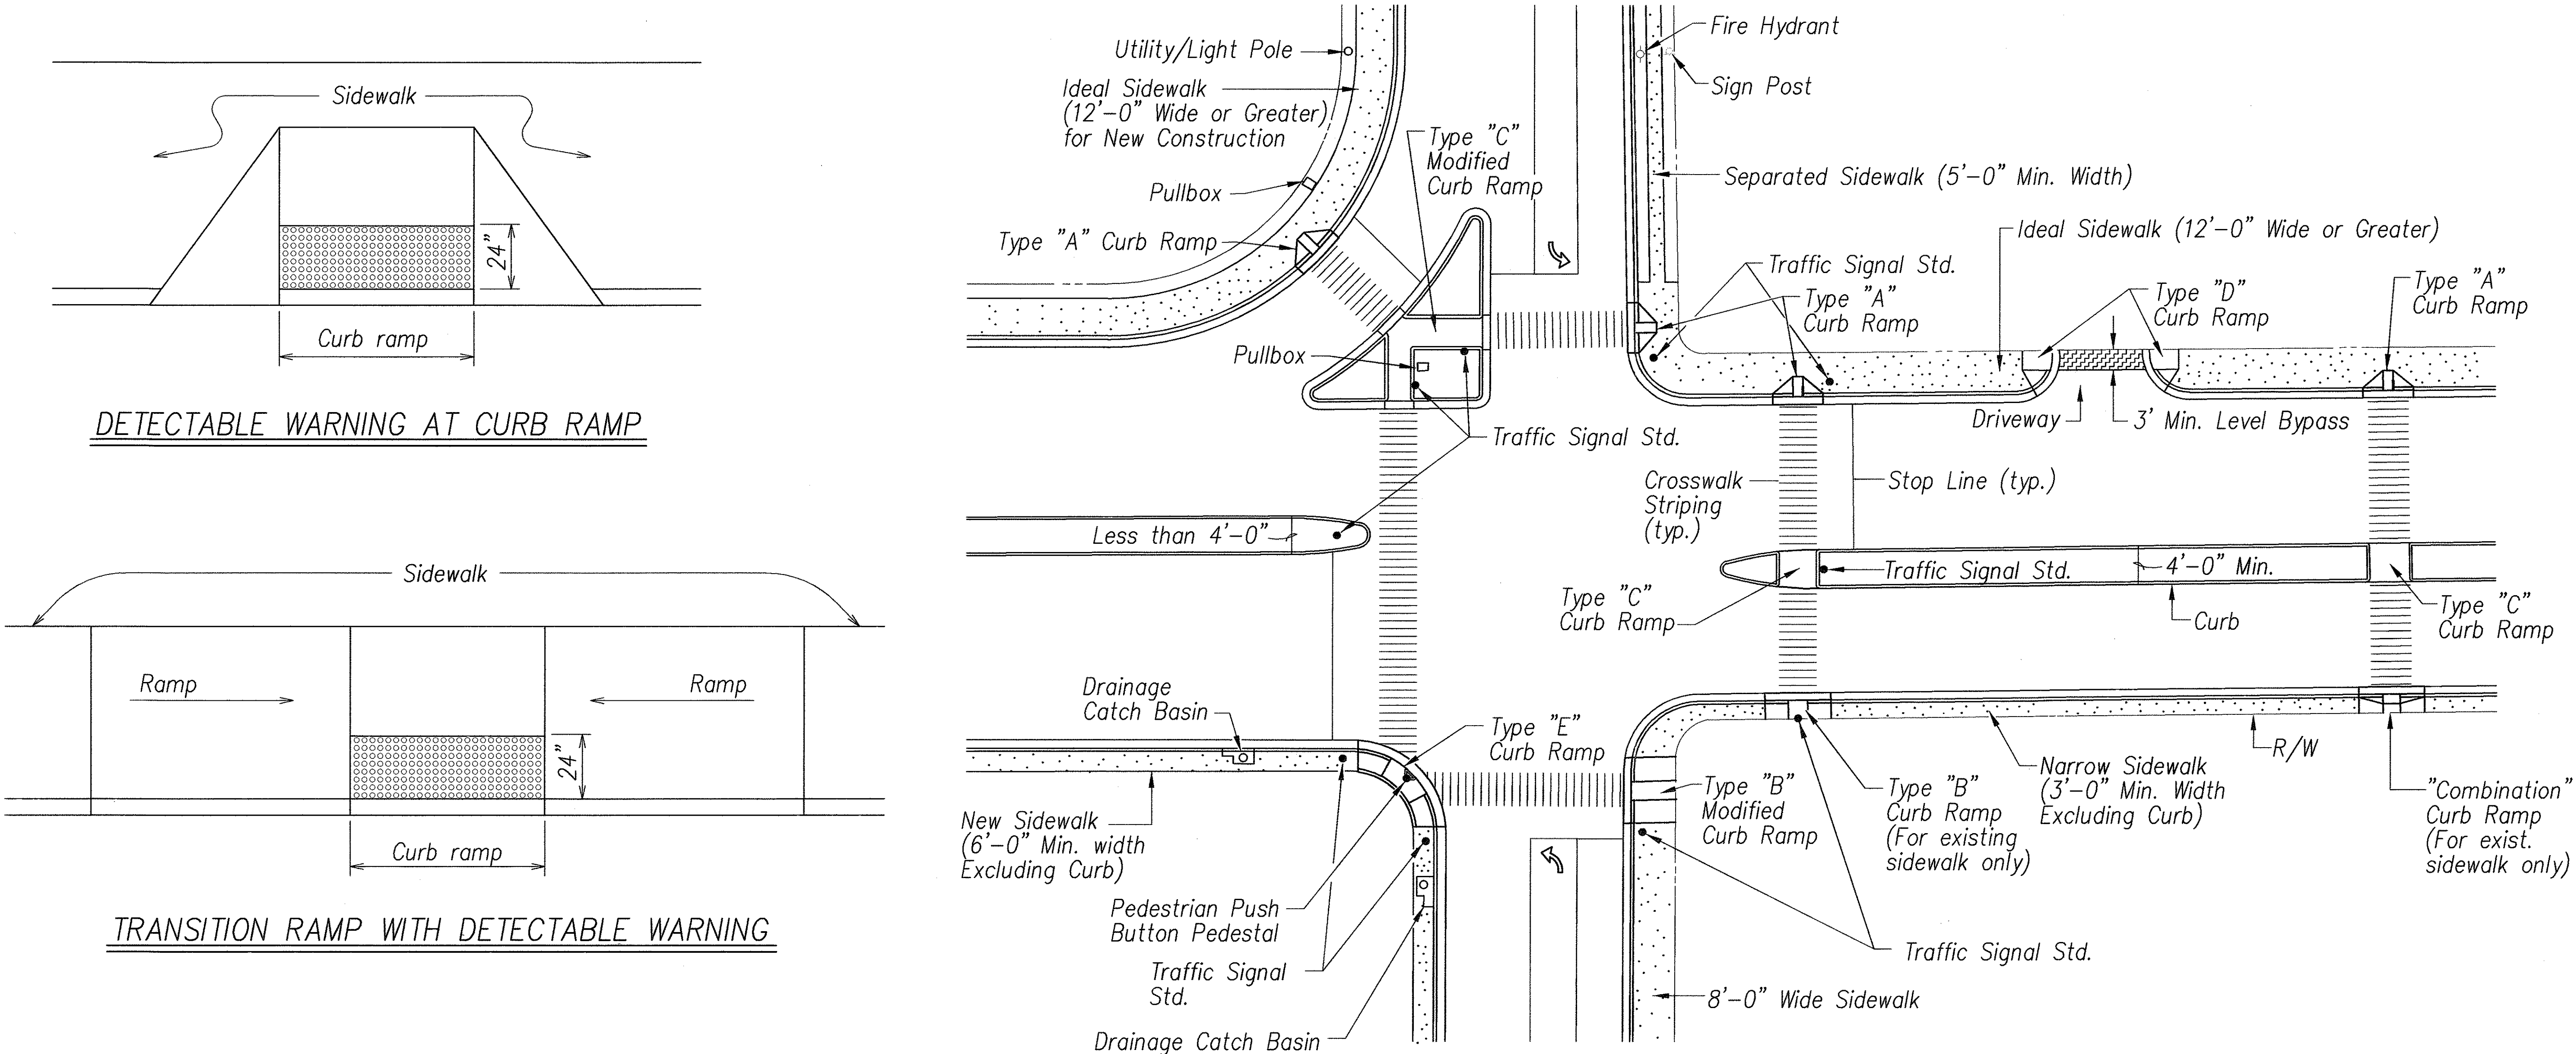 Sidewalk
24"
Curb ramp
DETECTABLE WARNING AT CURB RAMP
Sidewalk
Ramp
Ramp
24"
Curb ramp
TRANSITION RAMP WITH DETECTABLE WARNING
Utility/Light Pole
Ideal Sidewalk
(12'-0" Wide or Greater)
for New Construction
Pullbox
Type "A" Curb Ramp
Type "C"
Modified
Curb Ramp
Pullbox
Traffic Signal Std.
Fire Hydrant
Sign Post
Separated Sidewalk (5'-0" Min. Width)
Ideal Sidewalk (12'-0" Wide or Greater)
Traffic Signal Std.
Type "A"
Curb Ramp
Type "D"
Curb Ramp
Type "A"
Curb Ramp
Driveway
3' Min. Level Bypass
Crosswalk
Striping
(typ.)
Stop Line (typ.)
Less than 4'-0"
Traffic Signal Std.
4'-0" Min.
Type "C"
Curb Ramp
Curb
Type "C"
Curb Ramp
Drainage
Catch Basin
Type "E"
Curb Ramp
New Sidewalk
(6'-0" Min. width
Excluding Curb)
Pedestrian Push
Button Pedestal
Traffic Signal
Std.
Drainage Catch Basin
Type "B"
Modified
Curb Ramp
Type "B"
Curb Ramp
(For existing
sidewalk only)
Narrow Sidewalk
(3'-0" Min. Width
Excluding Curb)
R/W
"Combination"
Curb Ramp
(For exist.
sidewalk only)
Traffic Signal Std.
8'-0" Wide Sidewalk